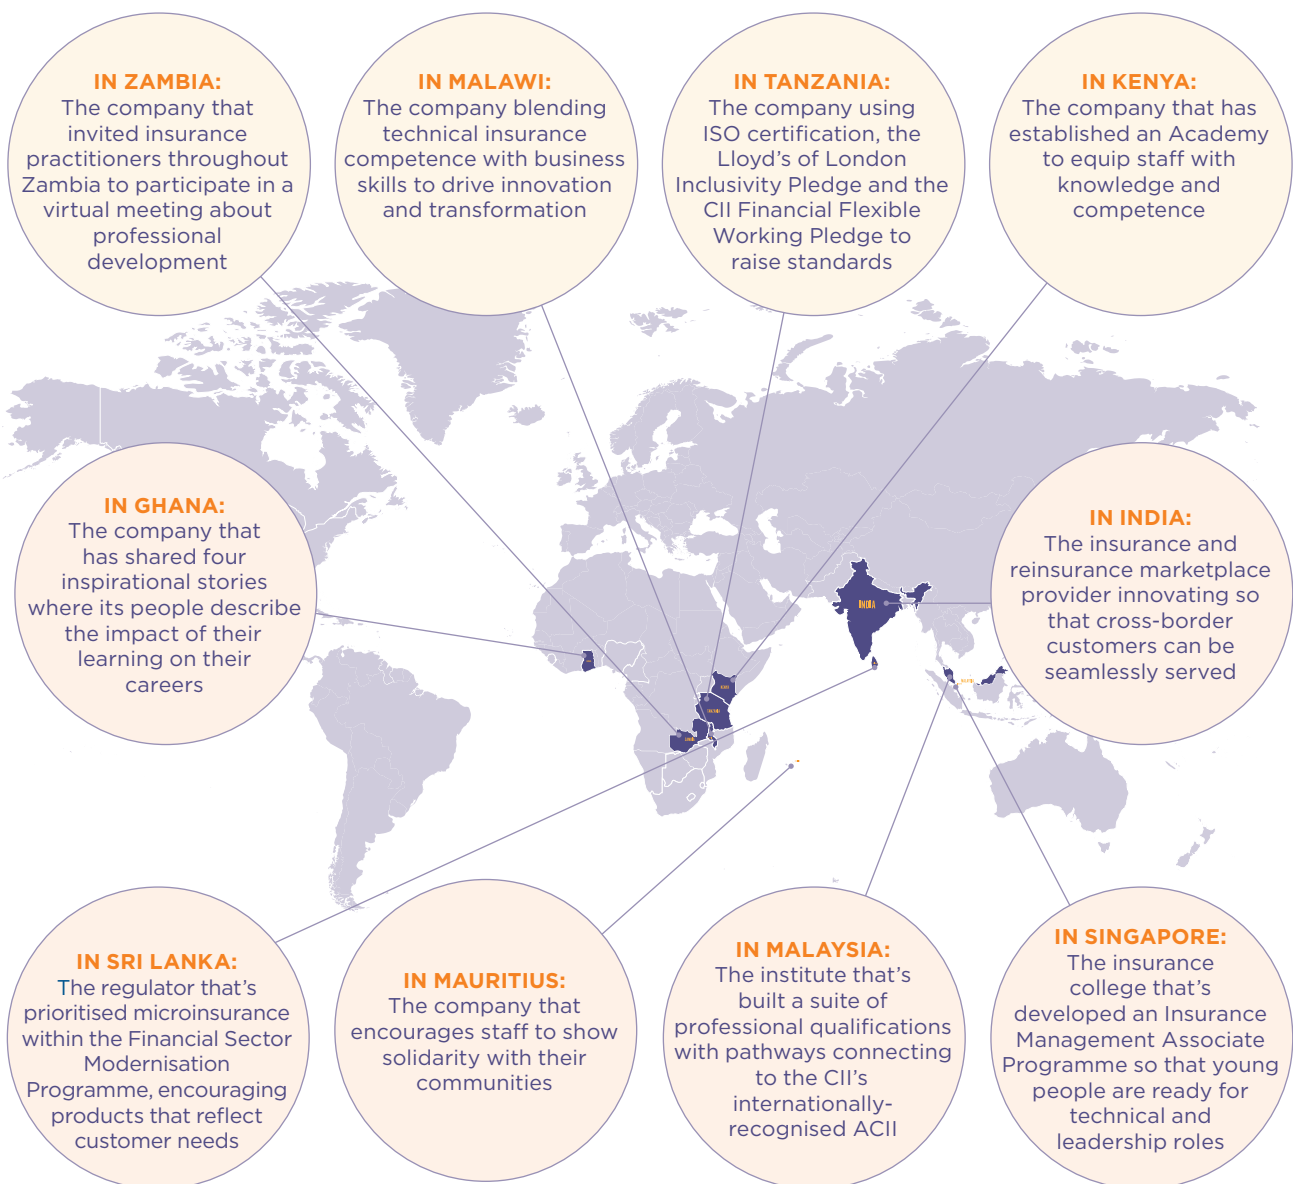 IN ZAMBIA:
The company that
invited insurance
practitioners throughout
Zambia to participate in a
virtual meeting about
professional
development
IN MALAWI:
The company blending
technical insurance
competence with business
skills to drive innovation
and transformation
IN TANZANIA:
The company using
ISO certification, the
Lloyd's of London
Inclusivity Pledge and the
CII Financial Flexible
Working Pledge to
raise standards
IN KENYA:
The company that has
established an Academy
to equip staff with
knowledge and
competence
IN GHANA:
The company that
has shared four
inspirational stories
where its people describe
the impact of their
learning on their
careers
IN INDIA:
The insurance and
reinsurance marketplace
provider innovating so
that cross-border
customers can be
seamlessly served
INDIA
IN SRI LANKA:
The regulator that's
prioritised microinsurance
within the Financial Sector
Modernisation
Programme, encouraging
products that reflect
customer needs
IN MAURITIUS:
The company that
encourages staff to show
solidarity with their
communities
IN MALAYSIA:
The institute that's
built a suite of
professional qualifications
with pathways connecting
to the CII's
internationally-
recognised ACII
IN SINGAPORE:
The insurance
college that's
developed an Insurance
Management Associate
Programme so that young
people are ready for
technical and
leadership roles